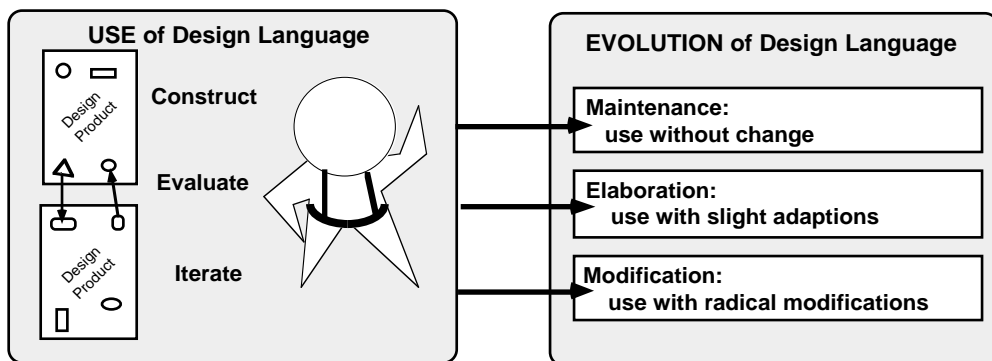 USE of Design Language
Design
Product
Construct
Evaluate
Design
Product
Iterate
EVOLUTION of Design Language
Maintenance:
use without change
Elaboration:
use with slight adaptions
Modification:
use with radical modifications